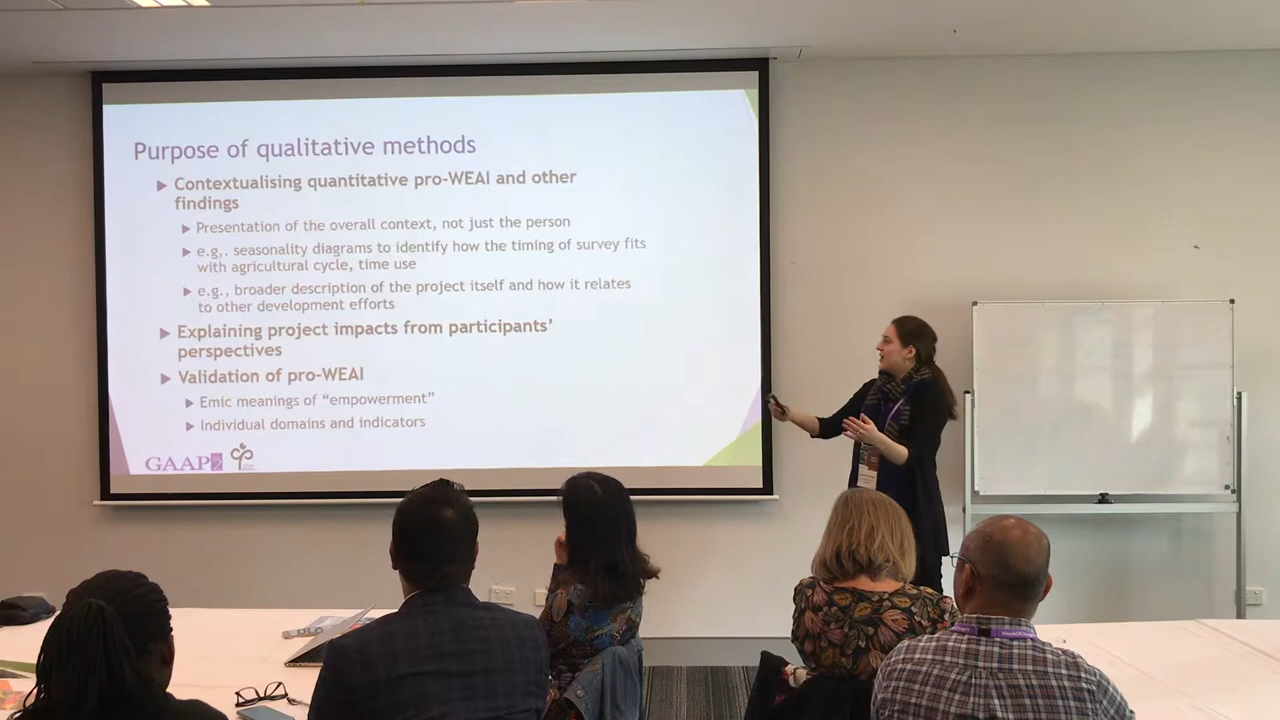 Purpose of qualitative methods
Contextualising quantitative pro-WEAI and other
findings
Presentation of the overall context, not just the person
e.g,. seasonality diagrams to identify how the timing of survey fits
with agricultural cycle, time use
e.g., broader description of the project itself and how it relates
to other development efforts
Explaining project impacts from participants’
perspectives
Validation of pro-WEAI
Emic meanings of “empowerment”
Individual domains and indicators
GAAP2